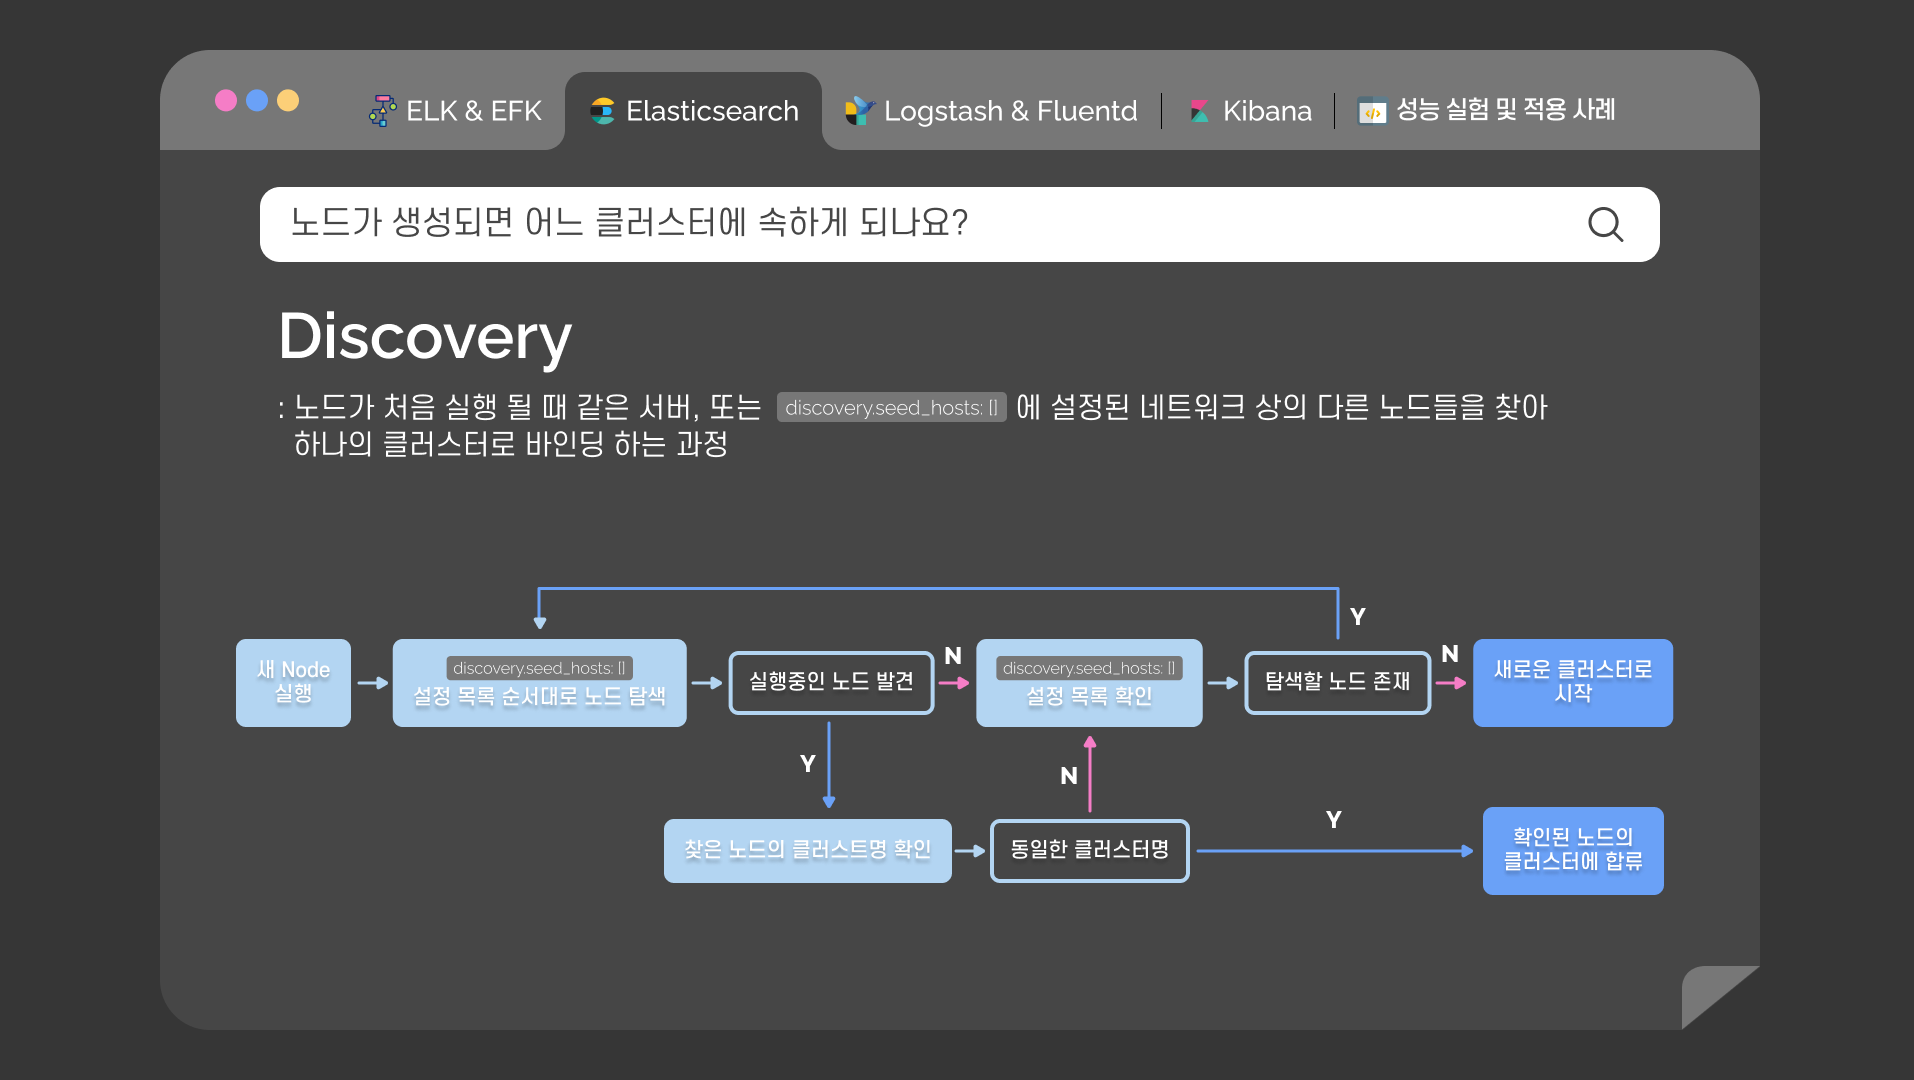 ELK & EFK
Elasticsearch
Logstash & Fluentd
Kibana
성능 실험 및 적용 사례
노드가 생성되면 어느 클러스터에 속하게 되나요?
Discovery
: 노드가 처음 실행 될 때 같은 서버, 또는 discovery.seed_hosts: [] 에 설정된 네트워크 상의 다른 노드들을 찾아
하나의 클러스터로 바인딩 하는 과정
Y
새 Node
실행
discovery.seed_hosts: []
설정 목록 순서대로 노드 탐색
실행중인 노드 발견
N
discovery.seed_hosts: []
설정 목록 확인
탐색할 노드 존재
N
새로운 클러스터로
시작
Y
N
찾은 노드의 클러스트명 확인
동일한 클러스터명
Y
확인된 노드의
클러스터에 합류